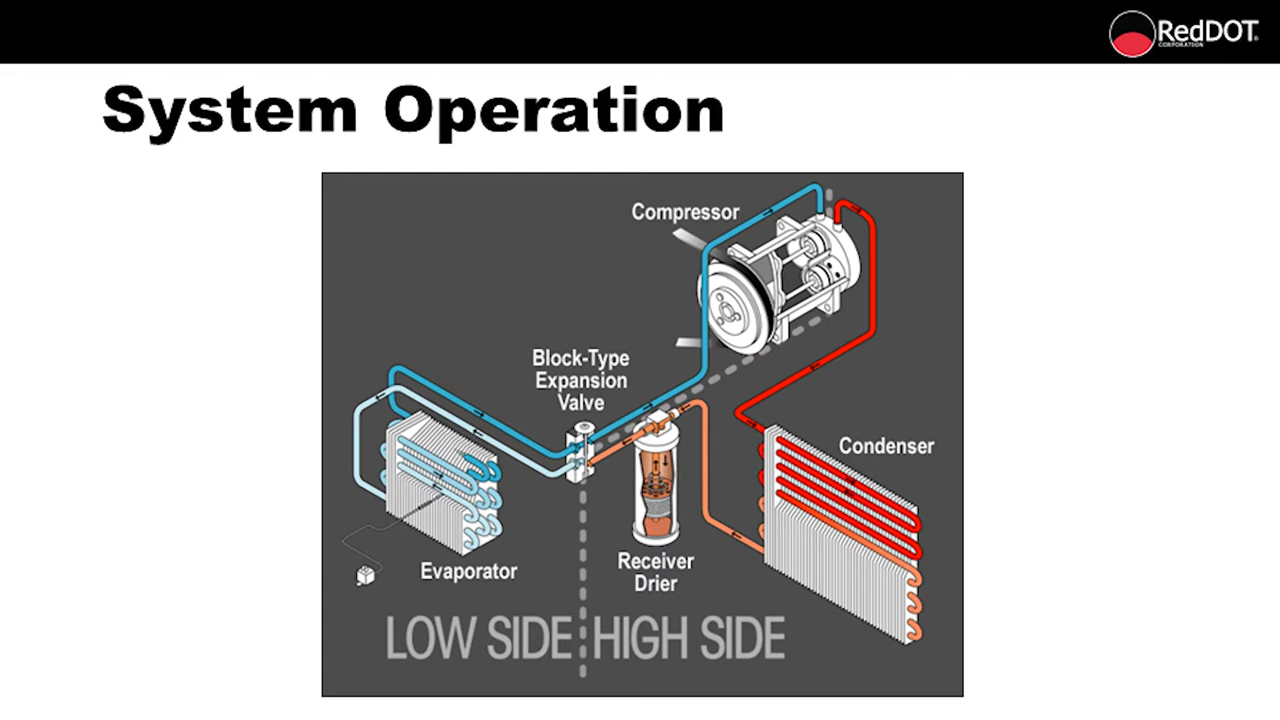 RedDOT
CORPORATION
System Operation
Compressor
Block-Type
Expansion
Valve
Condenser
Evaporator
Receiver
Drier
LOW SIDE
HIGH SIDE